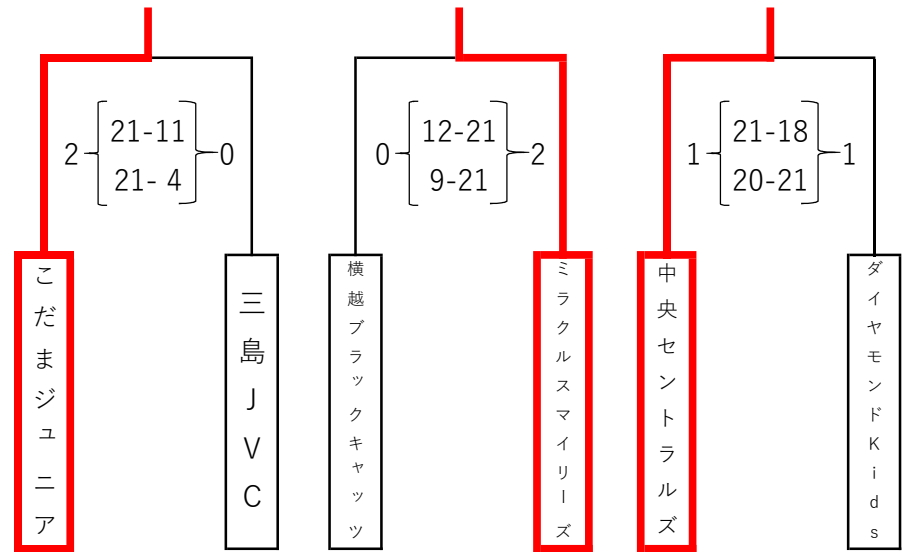 2 21-11 0
21- 4
0 12-21 2
9-21
1 21-18 1
20-21
こだまジュニア
三島JVC
横越ブラックキャッツ
ミラクルスマイリーズ
中央セントラルズ
ダイヤモンドKids